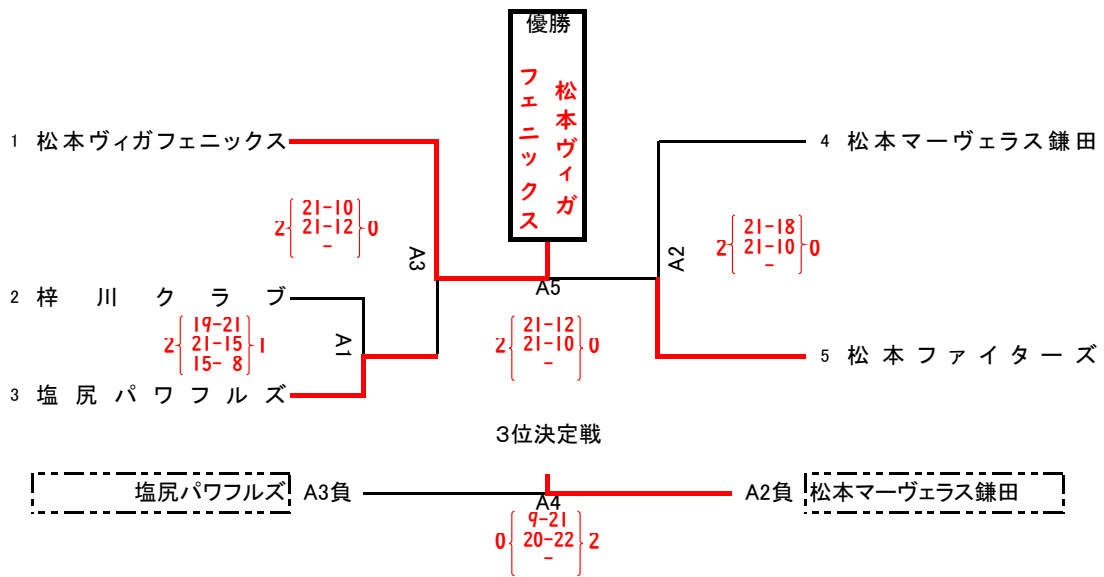 優勝
松本ヴィガ
フェニックス
1 松本ヴィガフェニックス
4 松本マーヴェラス鎌田
21-10
2 21-12 0
-
A3
21-18
2 21-10 0
-
A2
A5
2 梓川クラブ
19-21
2 21-15 1
15- 8
A1
21-12
2 21-10 0
-
3 塩尻パワフルズ
5 松本ファイターズ
3位決定戦
塩尻パワフルズ A3負
A2負 松本マーヴェラス鎌田
A4
9-21
0 20-22 2
-